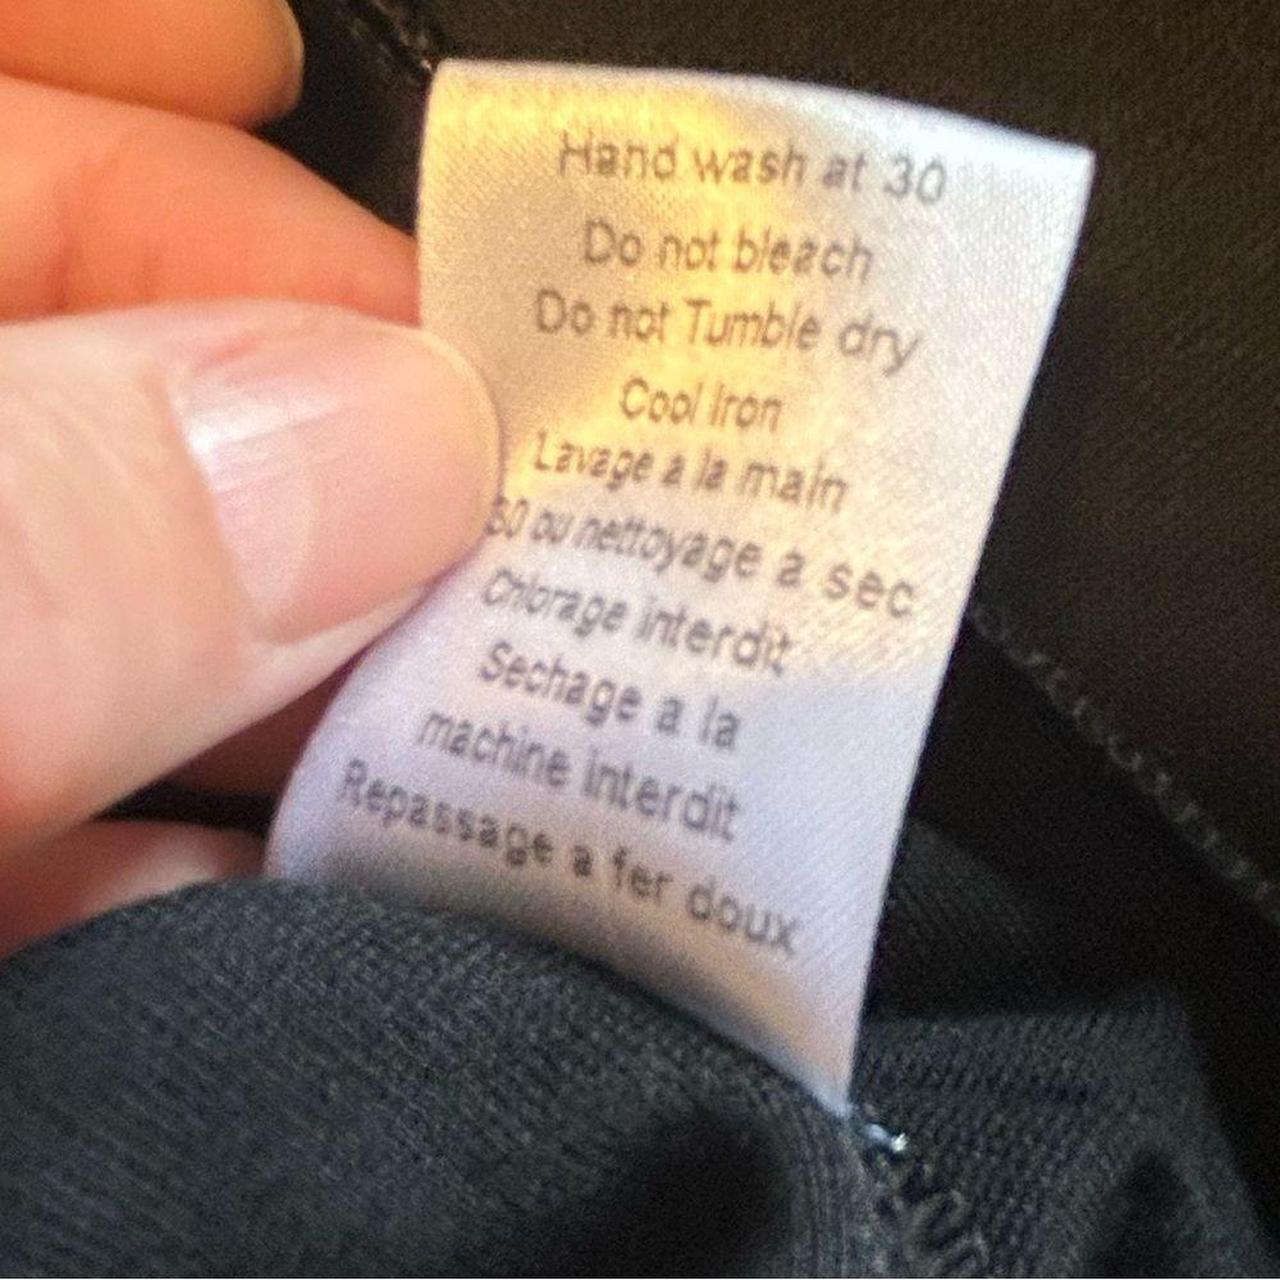 Hand wash at 30
Do not bleach
Do not Tumble dry
Cool Iron
Lavage a la main
30 ou nettoyage a sec
Chlorage interdit
Sechage a la
machine interdit
Repassage a fer doux